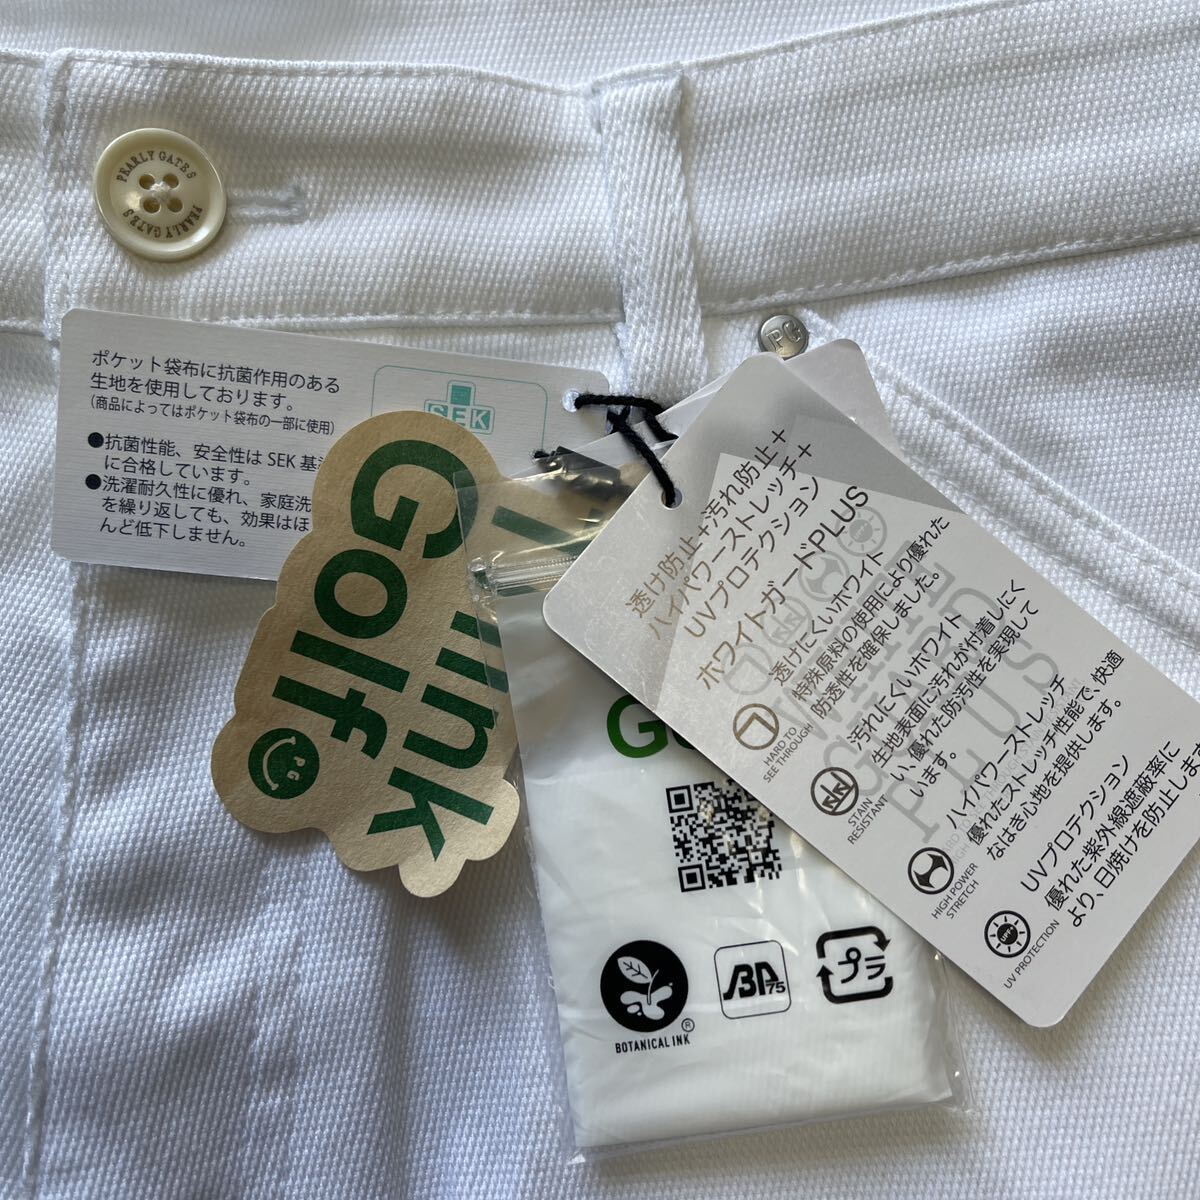 PEARLY GATES
PEARLY GATES
PG
ポケット袋布に抗菌作用のある
生地を使用しております。
(商品によってはポケット袋布の一部に使用)
●抗菌性能、安全性は SEK 基
に合格しています。
●洗濯耐久性に優れ、家庭洗
を繰り返しても、効果はほ
んど低下しません。
SEK
Golf
PG
透け防止+汚れ防止+
ハイパワーストレッチ+
UVプロテクション
ホワイトガードPLUS
透けにくいホワイト
特殊原料の使用により優れた
防透性を確保しました。
HARD TO
SEE THROUGH
汚れにくいホワイト
生地表面に汚れが付着しにく
い、優れた防汚性を実現して
います。
STAIN
RESISTANT
ハイパワーストレッチ
優れたストレッチ性能で、快適
なはき心地を提供します。
HIGH POWER
STRETCH
UVプロテクション
優れた紫外線遮蔽率に
より、日焼けを防止しま
UV PROTECTION
PLUS
BOTANICAL INK
®
75
プラ